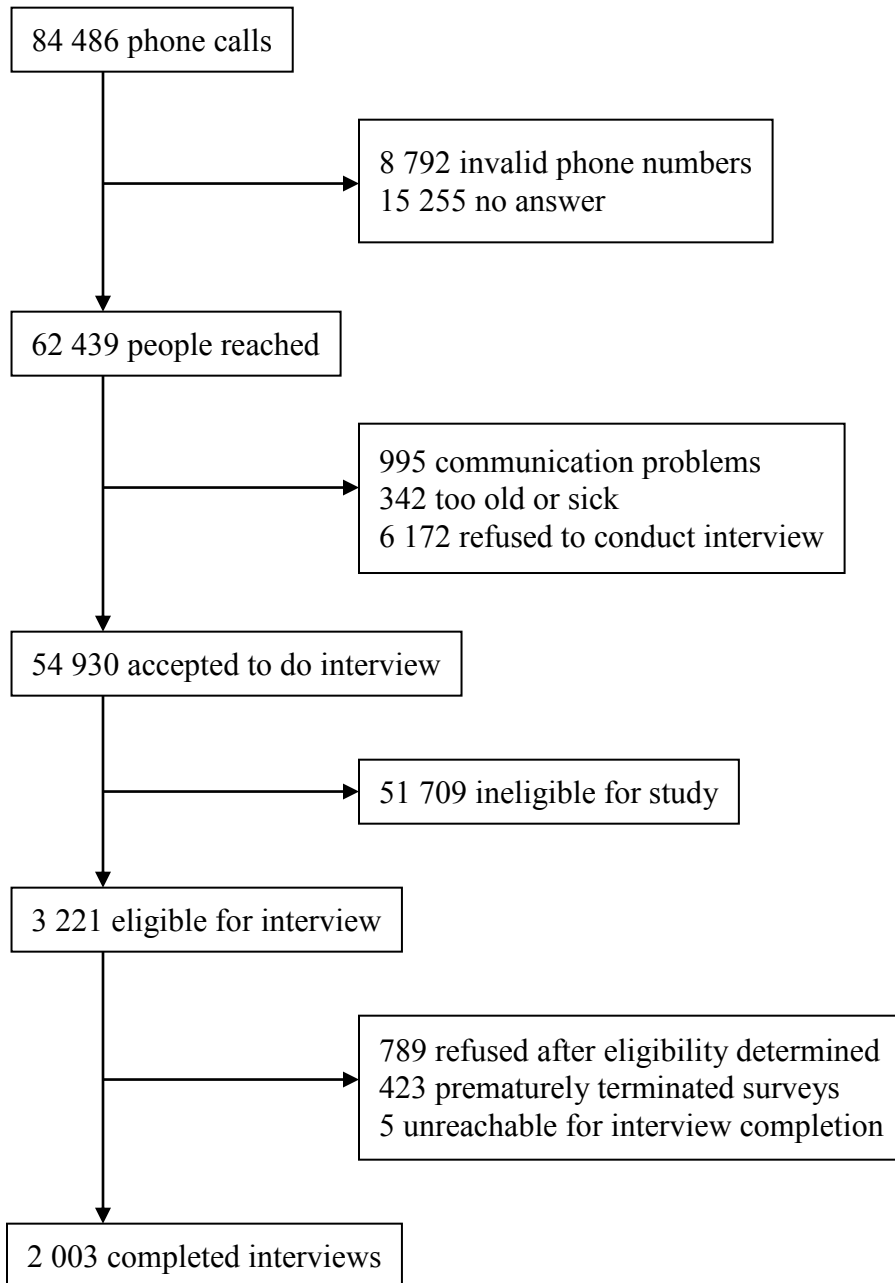 84 486 phone calls
8 792 invalid phone numbers
15 255 no answer
62 439 people reached
995 communication problems
342 too old or sick
6 172 refused to conduct interview
54 930 accepted to do interview
51 709 ineligible for study
3 221 eligible for interview
789 refused after eligibility determined
423 prematurely terminated surveys
5 unreachable for interview completion
2 003 completed interviews